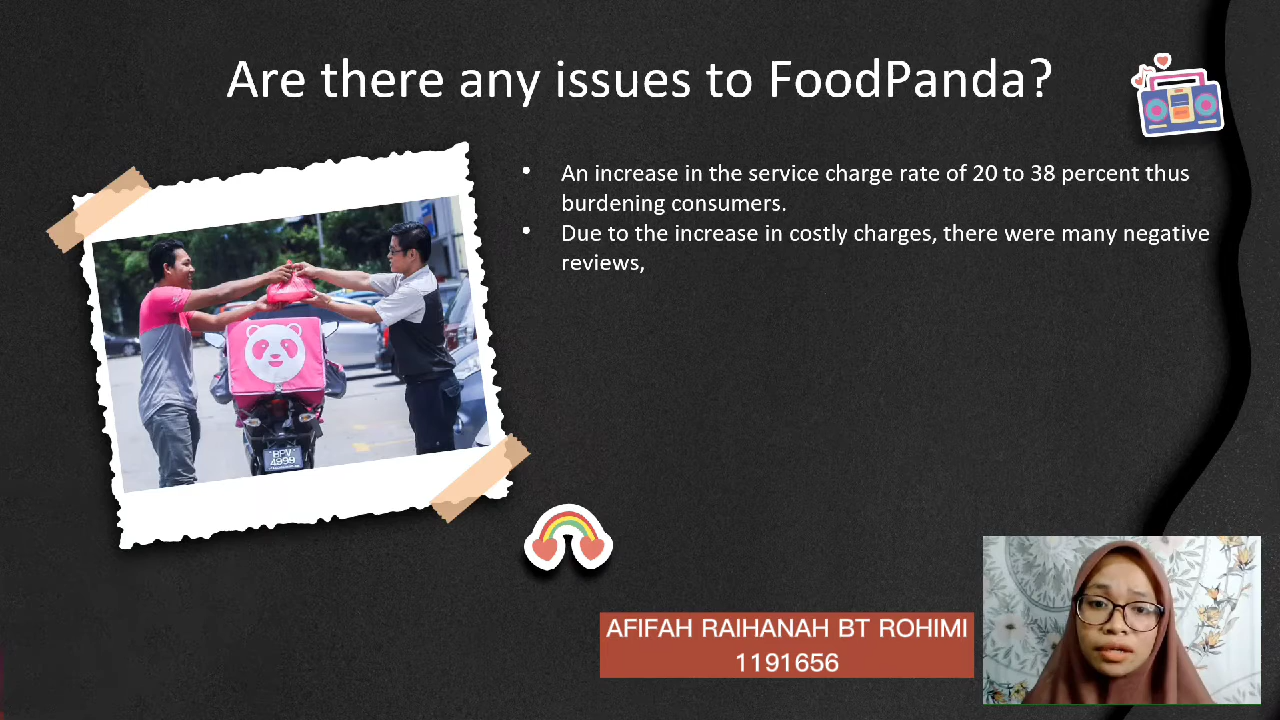 Are there any issues to FoodPanda?
• An increase in the service charge rate of 20 to 38 percent thus
burdening consumers.
• Due to the increase in costly charges, there were many negative
reviews,
RPV
4999
AFIFAH RAIHANAH BT ROHIMI
1191656